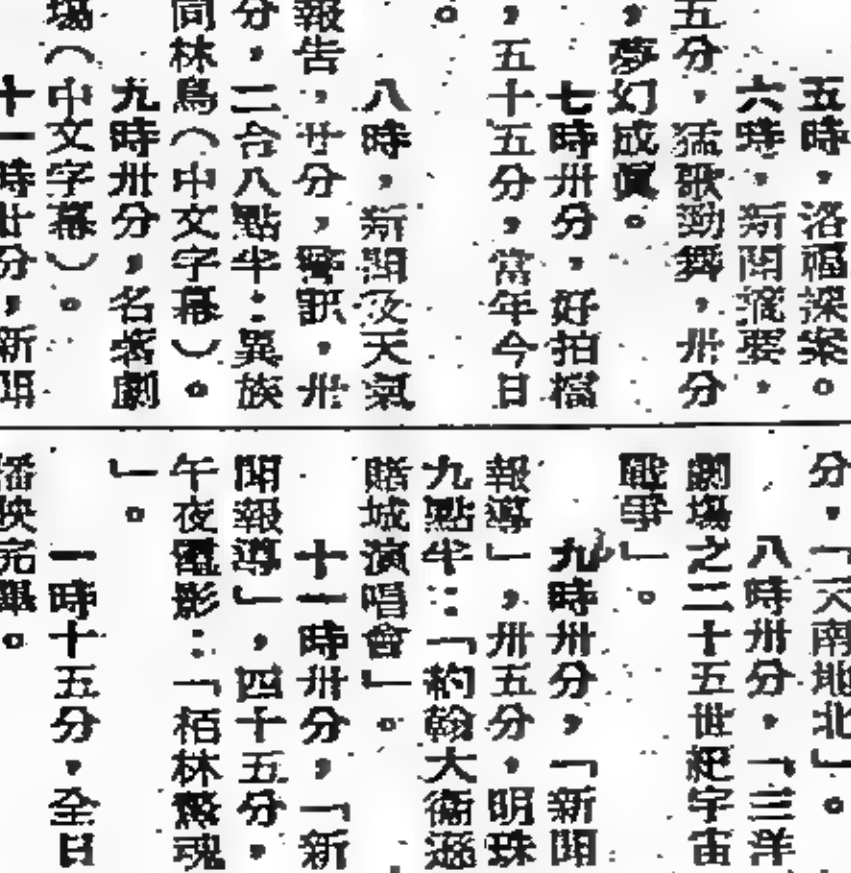 五時，洛福探案。
六時，新聞撮要，
五分，猛歌勁舞，卅分
，夢幻成眞。
七時卅分，好拍檔
，五十五分，當年今日
。
八時，新聞及天氣
報告，廿分，警訊，卅
分，二台八點半：異族
同林鳥（中文字幕）。
九時卅分，名著劇
場（中文字幕）。
十一時廿分，新聞
分，「天南地北」。
八時卅分，「三洋
劇場之二十五世紀宇宙
戰爭」。
九時卅分，「新聞
報導」，卅五分，明珠
九點半：「約翰大衞遜
賭城演唱會」。
十一時卅分，「新
聞報導」，四十五分，
午夜電影：「栢林驚魂
」。
一時十五分，全日
播映完畢。